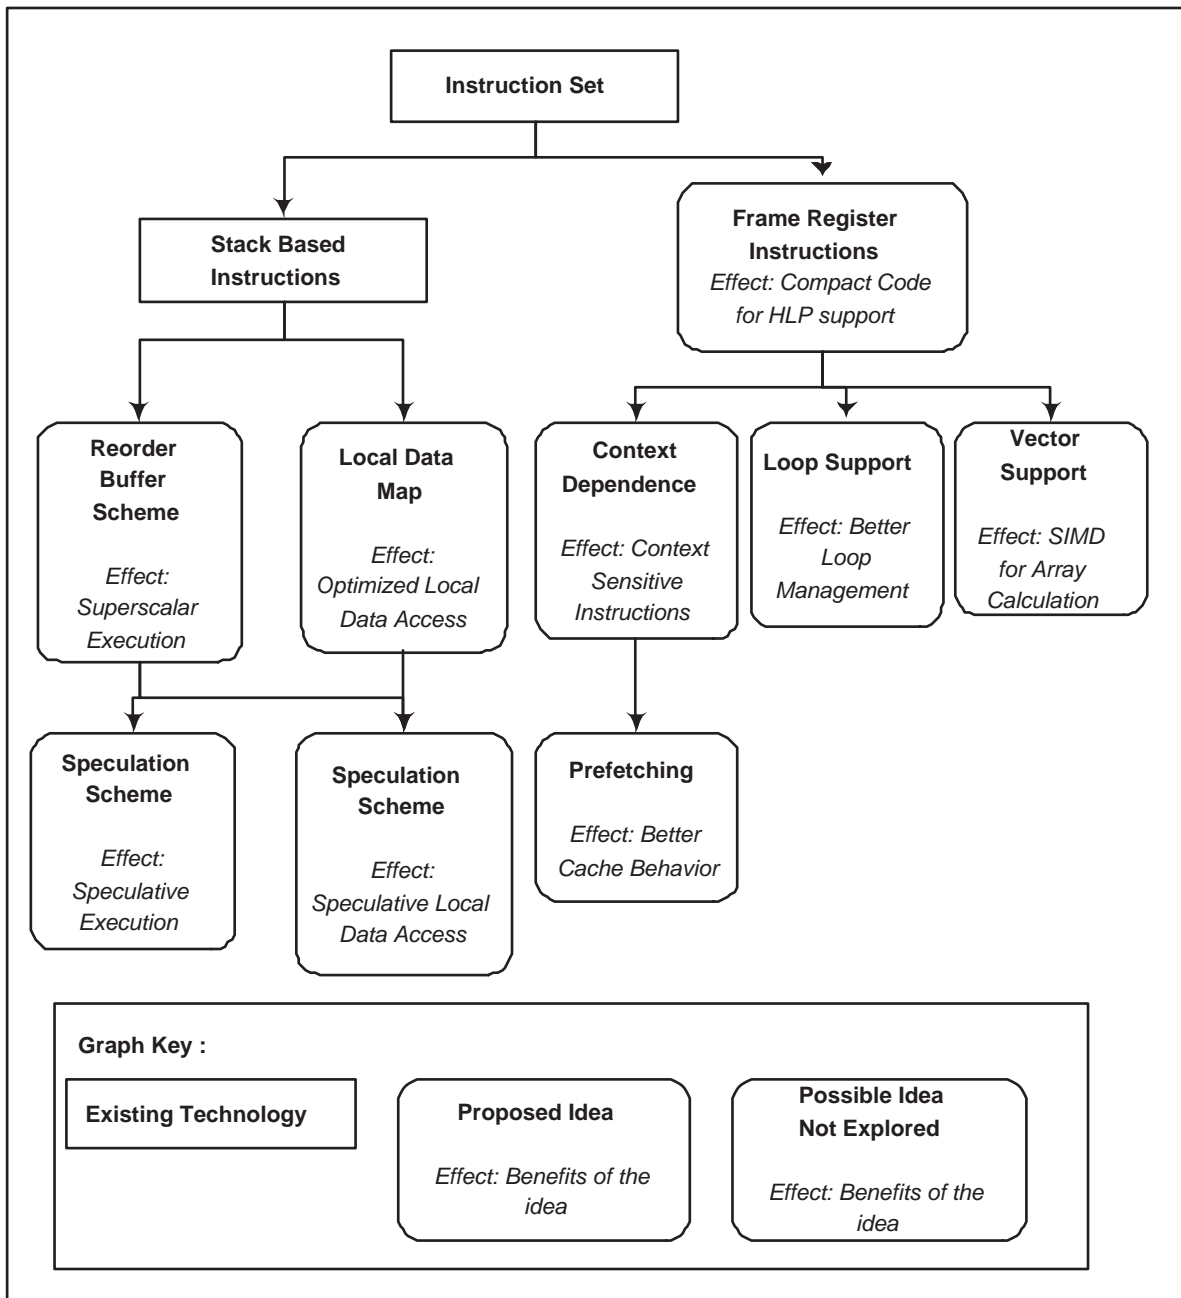 Instruction Set
Stack Based
Instructions
Frame Register
Instructions
Effect: Compact Code
for HLP support
Reorder
Buffer
Scheme
Effect:
Superscalar
Execution
Local Data
Map
Effect:
Optimized Local
Data Access
Context
Dependence
Effect: Context
Sensitive
Instructions
Loop Support
Effect: Better
Loop
Management
Vector
Support
Effect: SIMD
for Array
Calculation
Speculation
Scheme
Effect:
Speculative
Execution
Speculation
Scheme
Effect:
Speculative Local
Data Access
Prefetching
Effect: Better
Cache Behavior
Graph Key :
Existing Technology
Proposed Idea
Effect: Benefits of the
idea
Possible Idea
Not Explored
Effect: Benefits of the
idea